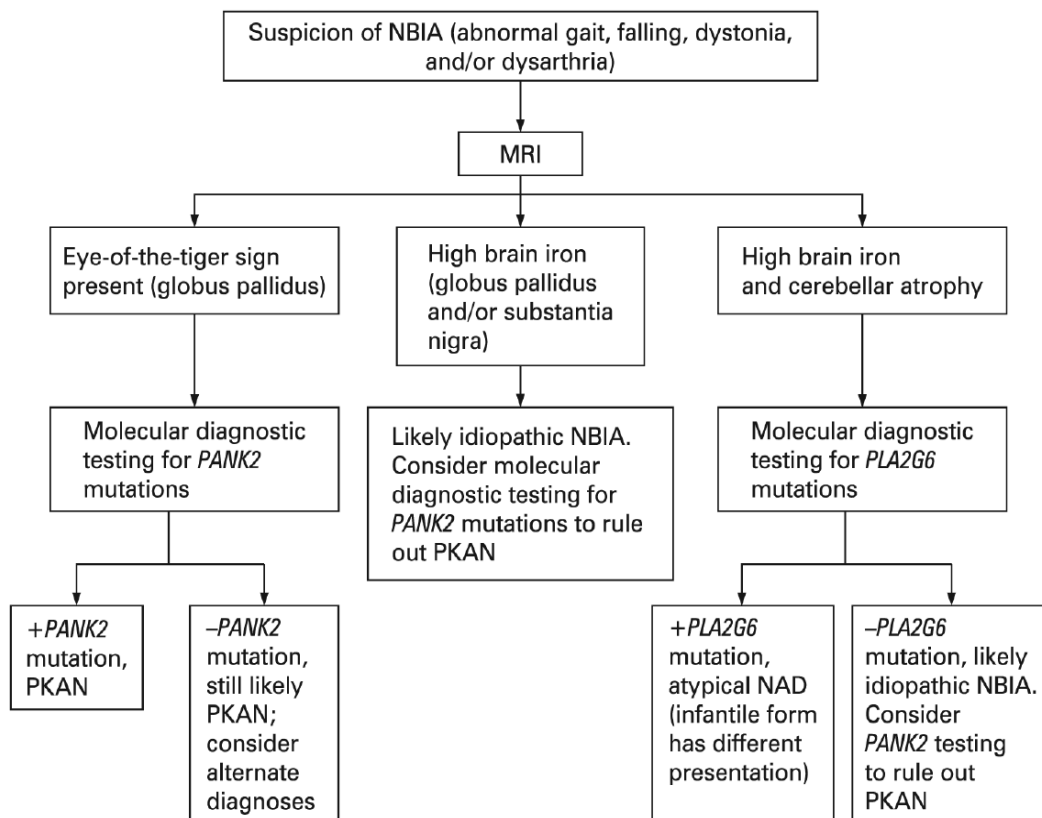 Suspicion of NBIA (abnormal gait, falling, dystonia,
and/or dysarthria)
MRI
Eye-of-the-tiger sign
present (globus pallidus)
High brain iron
(globus pallidus
and/or substantia
nigra)
High brain iron
and cerebellar atrophy
Molecular diagnostic
testing for PANK2
mutations
Likely idiopathic NBIA.
Consider molecular
diagnostic testing for
PANK2 mutations to rule
out PKAN
Molecular diagnostic
testing for PLA2G6
mutations
+PANK2
mutation,
PKAN
–PANK2
mutation,
still likely
PKAN;
consider
alternate
diagnoses
+PLA2G6
mutation,
atypical NAD
(infantile form
has different
presentation)
–PLA2G6
mutation, likely
idiopathic NBIA.
Consider
PANK2 testing
to rule out
PKAN